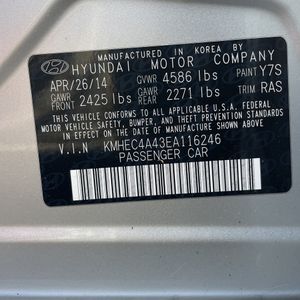 MANUFACTURED IN KOREA BY
HYUNDAI MOTOR COMPANY
APR/26/14 GVWR 4586 lbs PAINT Y7S
GAWR FRONT 2425 lbs GAWR REAR 2271 lbs TRIM RAS
THIS VEHICLE CONFORMS TO ALL APPLICABLE U.S.A. FEDERAL
MOTOR VEHICLE SAFETY, BUMPER, AND THEFT
PREVENTION STANDARDS
IN EFFECT ON THE DATE OF MANUFACTURE SHOWN ABOVE.
V.I.N KMHEC4A43EA116246
PASSENGER CAR